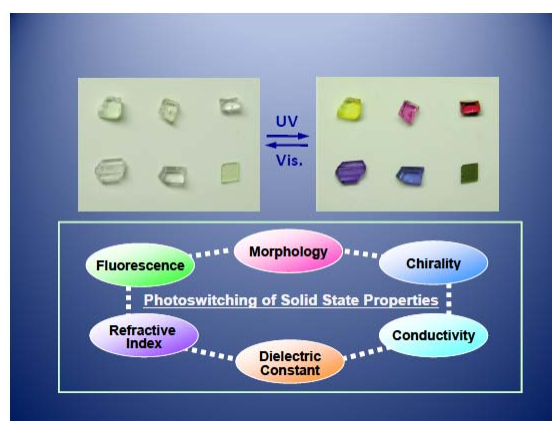 UV
Vis.
Morphology
Fluorescence
Chirality
Photoswitching of Solid State Properties
Refractive
Index
Conductivity
Dielectric
Constant